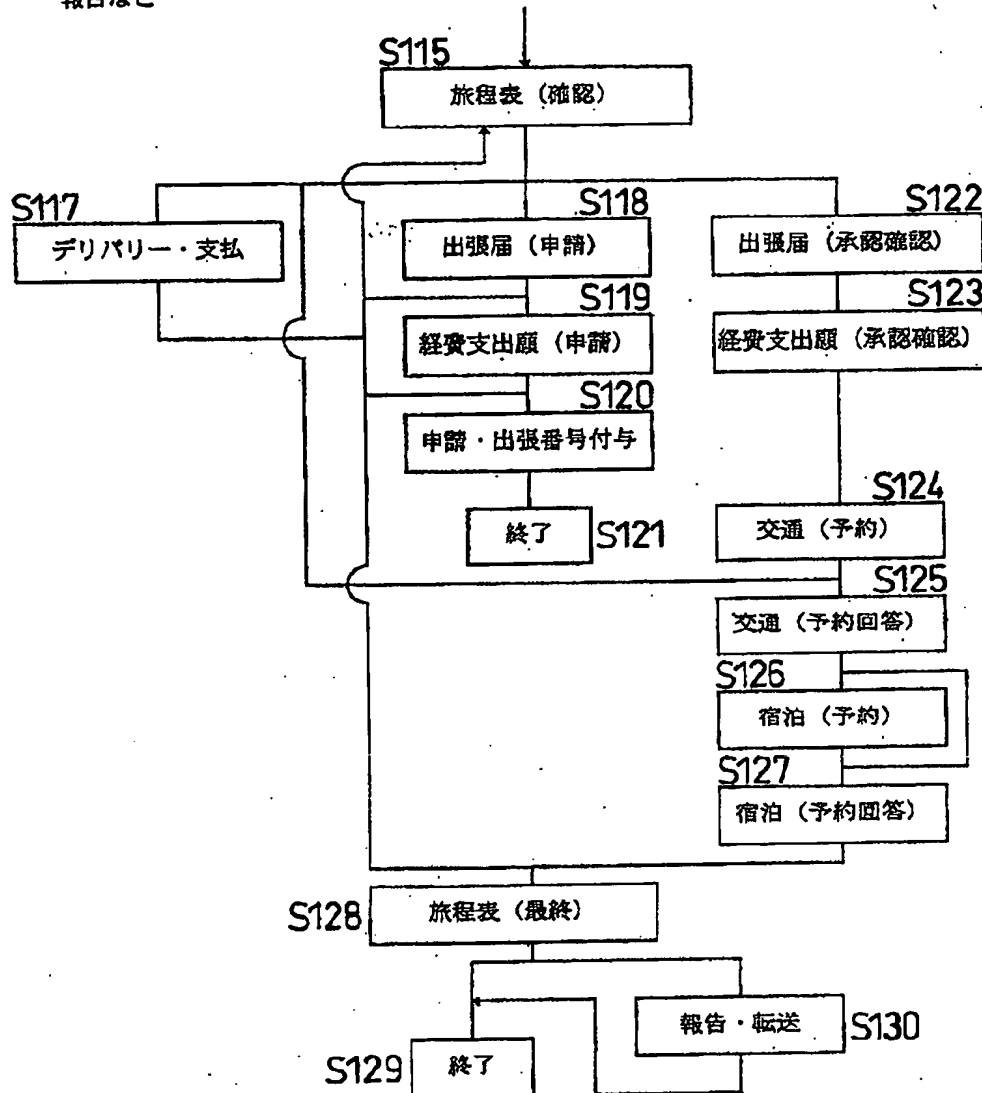 報告など
S115
旅程表（確認）
S117
デリバリー・支払
S118
出張届（申請）
S122
出張届（承認確認）
S119
経費支出願（申請）
S123
経費支出願（承認確認）
S120
申請・出張番号付与
S124
交通（予約）
終了
S121
S125
交通（予約回答）
S126
宿泊（予約）
S127
宿泊（予約回答）
S128
旅程表（最終）
報告・転送
S130
S129
終了